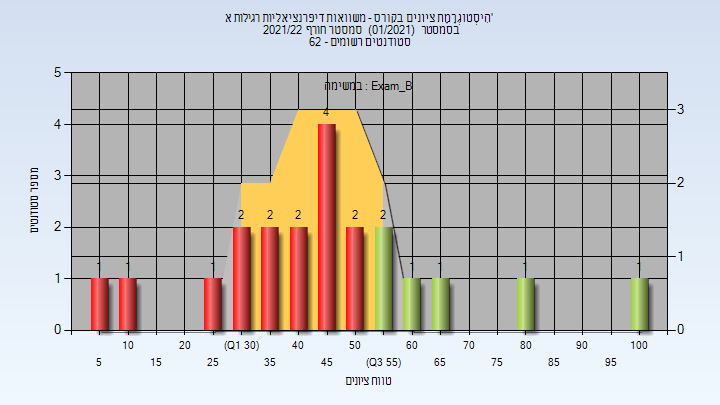 הִיסְטוֹגְרָמַת ציונים בקורס - משוואות דיפרנציאליות רגילות א'
בסמסטר (01/2021) סמסטר חורף 2021/22
סטודנטים רשומים - 62
במשימה : Exam_B
מספר סטודנטים
5
4
3
2
1
0
3
2
1
0
1 1 1 2 2 2 4 2 2 1 1 1 1
10 20 (Q1 30) 40 50 60 70 80 90 100
5 15 25 35 45 (Q3 55) 65 75 85 95
טווח ציונים